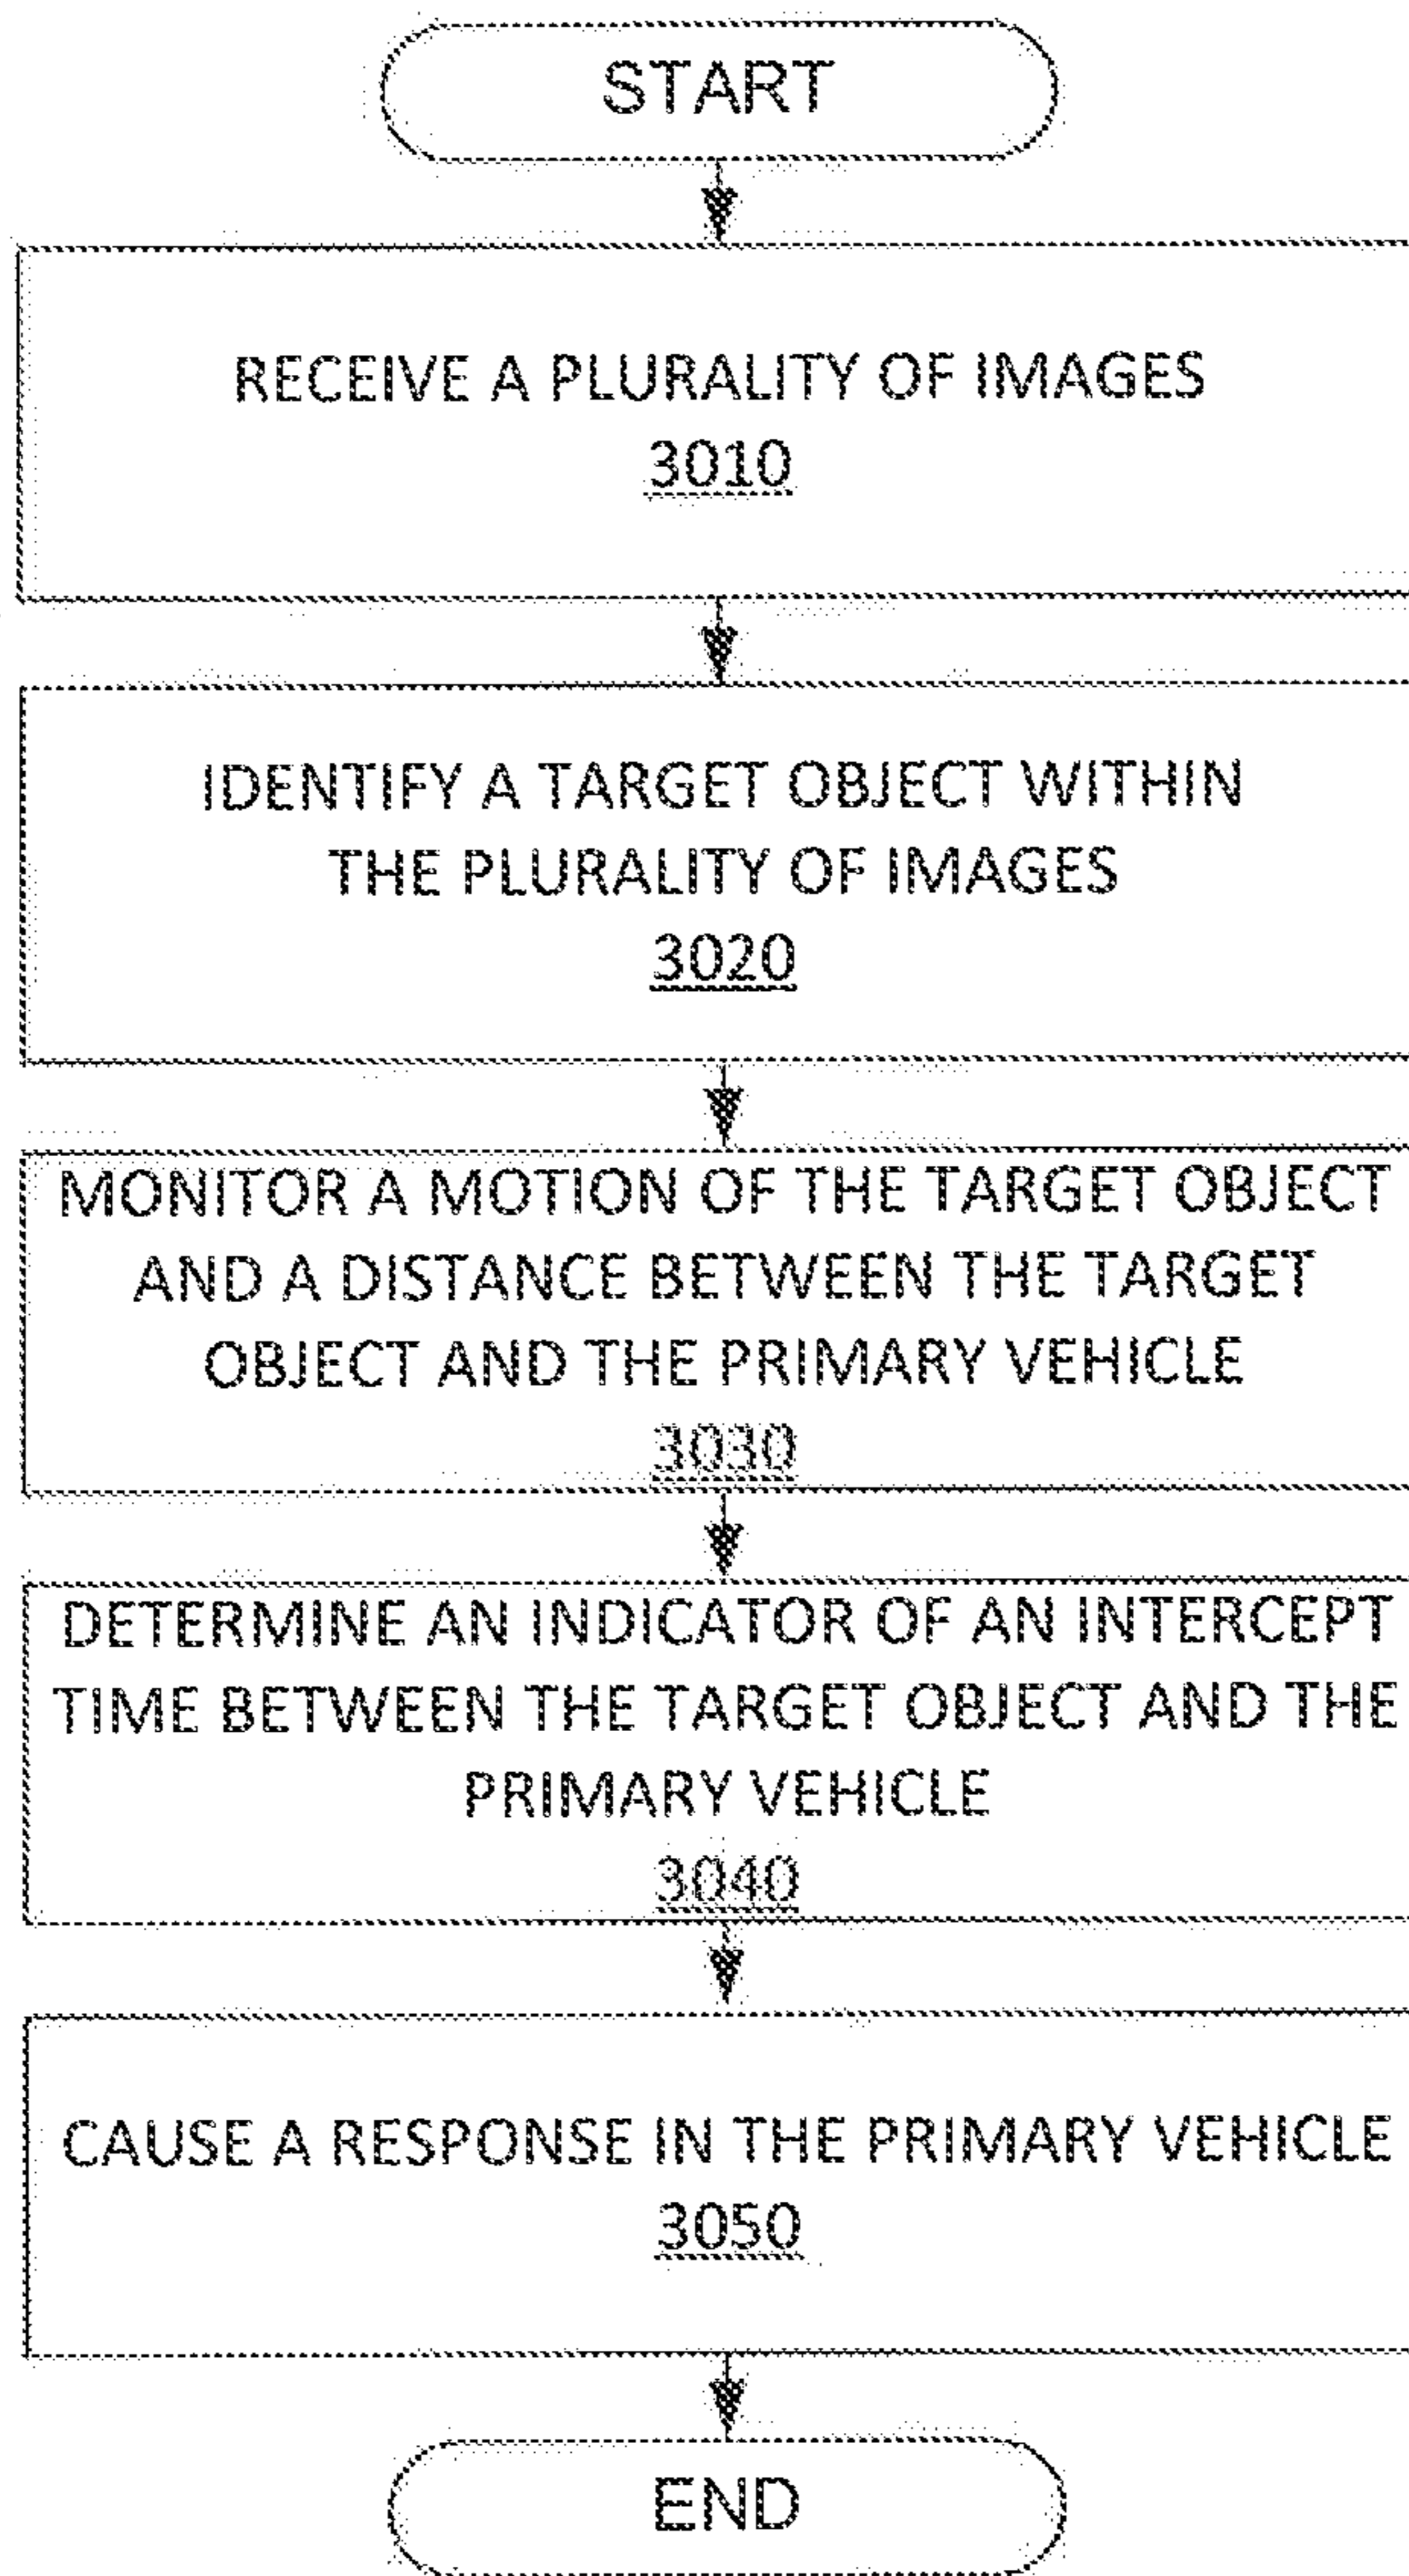 START
RECEIVE A PLURALITY OF IMAGES
3010
IDENTIFY A TARGET OBJECT WITHIN
THE PLURALITY OF IMAGES
3020
MONITOR A MOTION OF THE TARGET OBJECT
AND A DISTANCE BETWEEN THE TARGET
OBJECT AND THE PRIMARY VEHICLE
3030
DETERMINE AN INDICATOR OF AN INTERCEPT
TIME BETWEEN THE TARGET OBJECT AND THE
PRIMARY VEHICLE
3040
CAUSE A RESPONSE IN THE PRIMARY VEHICLE
3050
END